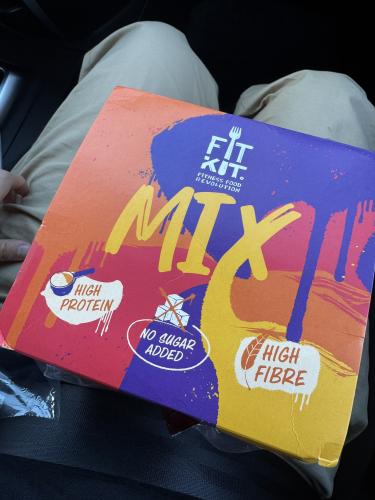 FIT
KIT.
FITNESS FOOD
REVOLUTION
MIX
HIGH
PROTEIN
NO SUGAR
ADDED
HIGH
FIBRE